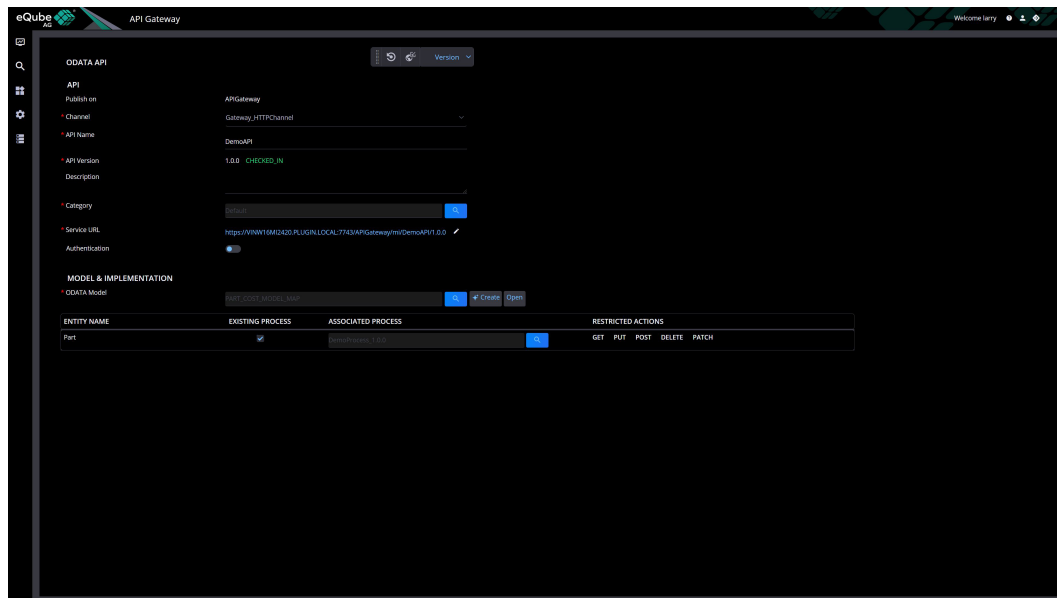 eQube AG API Gateway Welcome larry
ODATA API Version
API
Publish on APIGateway
* Channel Gateway_HTTPChannel
* API Name DemoAPI
* API Version 1.0.0 CHECKED_IN
Description
* Category Default
* Service URL https://VINW16MI2420.PLUGIN.LOCAL:7743/APIGateway/mi/DemoAPI/1.0.0
Authentication
MODEL & IMPLEMENTATION
* ODATA Model PART_COST_MODEL_MAP Create Open
ENTITY NAME EXISTING PROCESS ASSOCIATED PROCESS RESTRICTED ACTIONS
Part DemoProcess_1.0.0 GET PUT POST DELETE PATCH